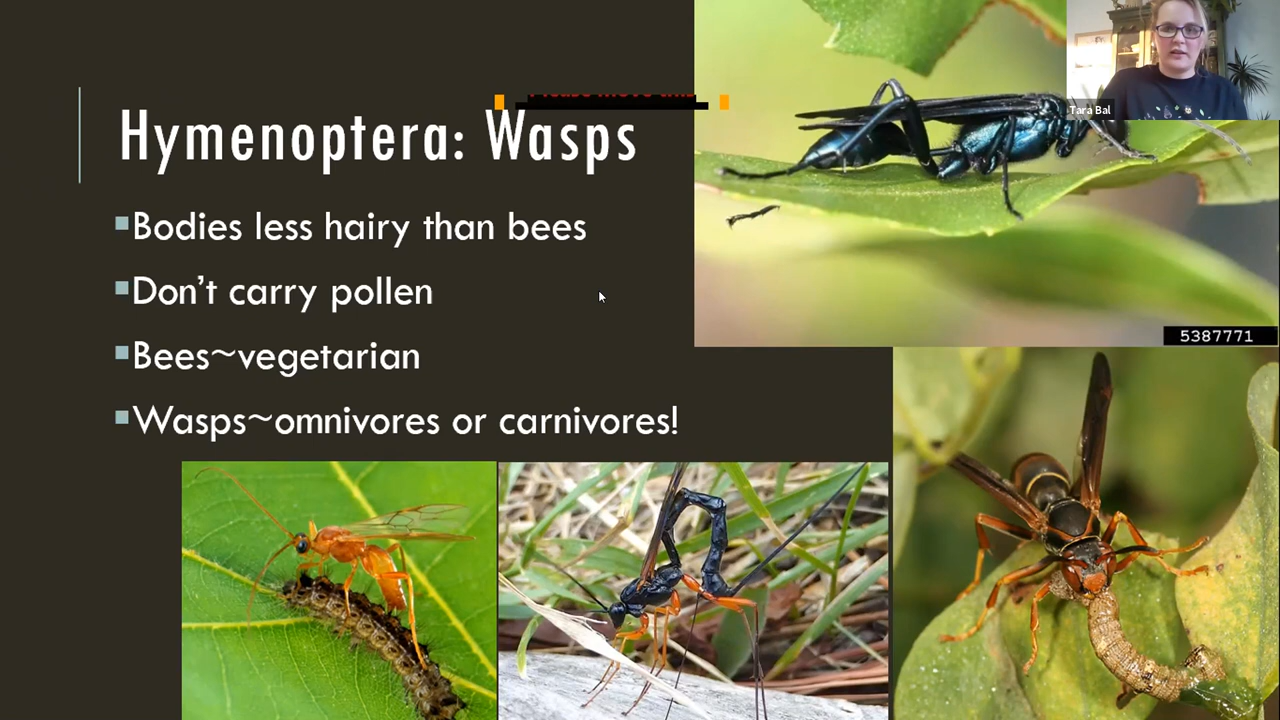 Hymenoptera: Wasps
▪Bodies less hairy than bees
▪Don't carry pollen
▪Bees~vegetarian
▪Wasps~omnivores or carnivores!
Tara Bal
5387771